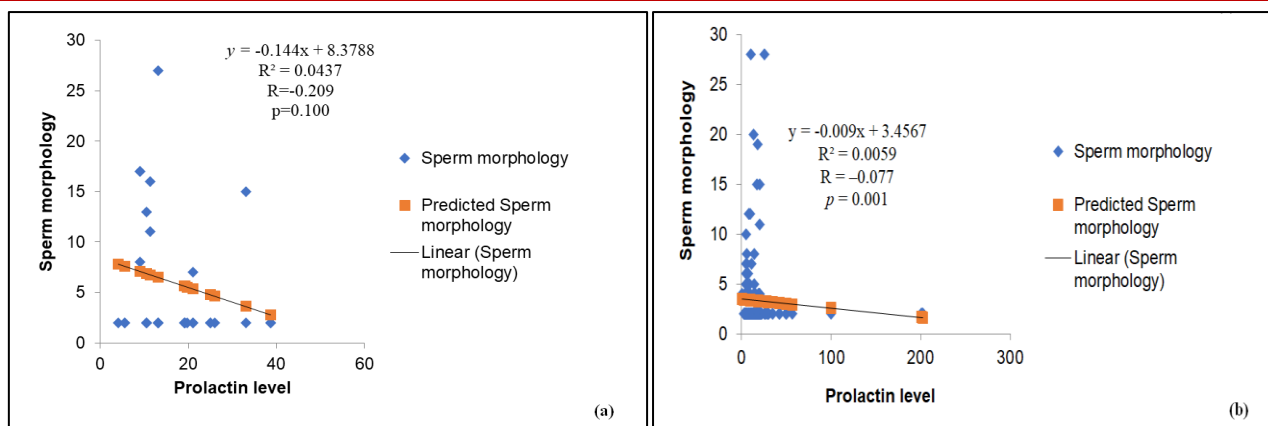 30
25
20
15
10
5
0
Sperm morphology
0 20 40 60
Prolactin level
y = -0.144x + 8.3788
R² = 0.0437
R=-0.209
p=0.100
Sperm morphology
Predicted Sperm
morphology
Linear (Sperm
morphology)
(a)
30
25
20
15
10
5
0
Sperm morphology
0 100 200 300
Prolactin level
y = -0.009x + 3.4567
R² = 0.0059
R = –0.077
p = 0.001
Sperm morphology
Predicted Sperm
morphology
Linear (Sperm
morphology)
(b)